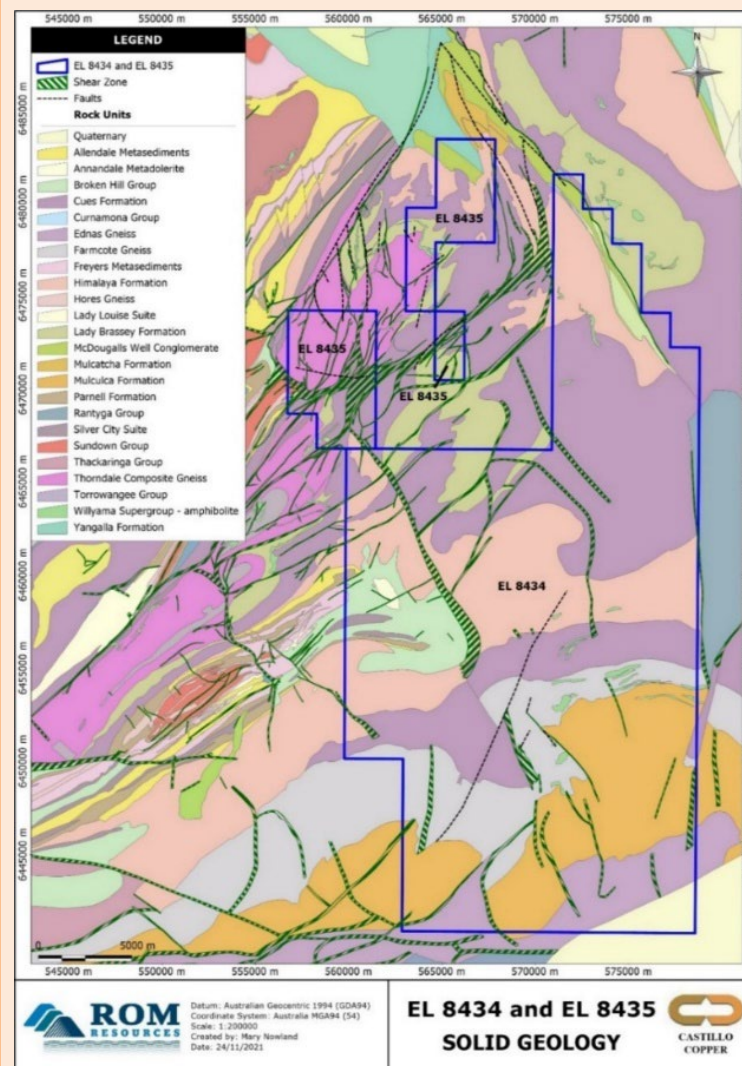 545000 m 550000 m 555000 m 560000 m 565000 m 570000 m 575000 m
LEGEND
EL 8434 and EL 8435
Shear Zone
Faults
Rock Units
Quaternary
Allendale Metasediments
Annandale Metadolerite
Broken Hill Group
Cues Formation
Curnamona Group
Ednas Gneiss
Farmcote Gneiss
Freyers Metasediments
Himalaya Formation
Hores Gneiss
Lady Louise Suite
Lady Brassey Formation
McDougalls Well Conglomerate
Mulcatcha Formation
Mulculca Formation
Parnell Formation
Rantyga Group
Silver City Suite
Sundown Group
Thackaringa Group
Thorndale Composite Gneiss
Torrowangee Group
Willyama Supergroup - amphibolite
Yangalla Formation
N
6485000 m
6480000 m
6475000 m
6470000 m
6465000 m
6460000 m
6455000 m
6450000 m
6445000 m
EL 8435
EL 8435
EL 8435
EL 8434
0 5000 m
545000 m 550000 m 555000 m 560000 m 565000 m 570000 m 575000 m
ROM
RESOURCES
Datum: Australian Geocentric 1994 (GDA94)
Coordinate System: Australia MGA94 (54)
Scale: 1:200000
Created by: Mary Nowland
Date: 24/11/2021
EL 8434 and EL 8435
SOLID GEOLOGY
CASTILLO
COPPER